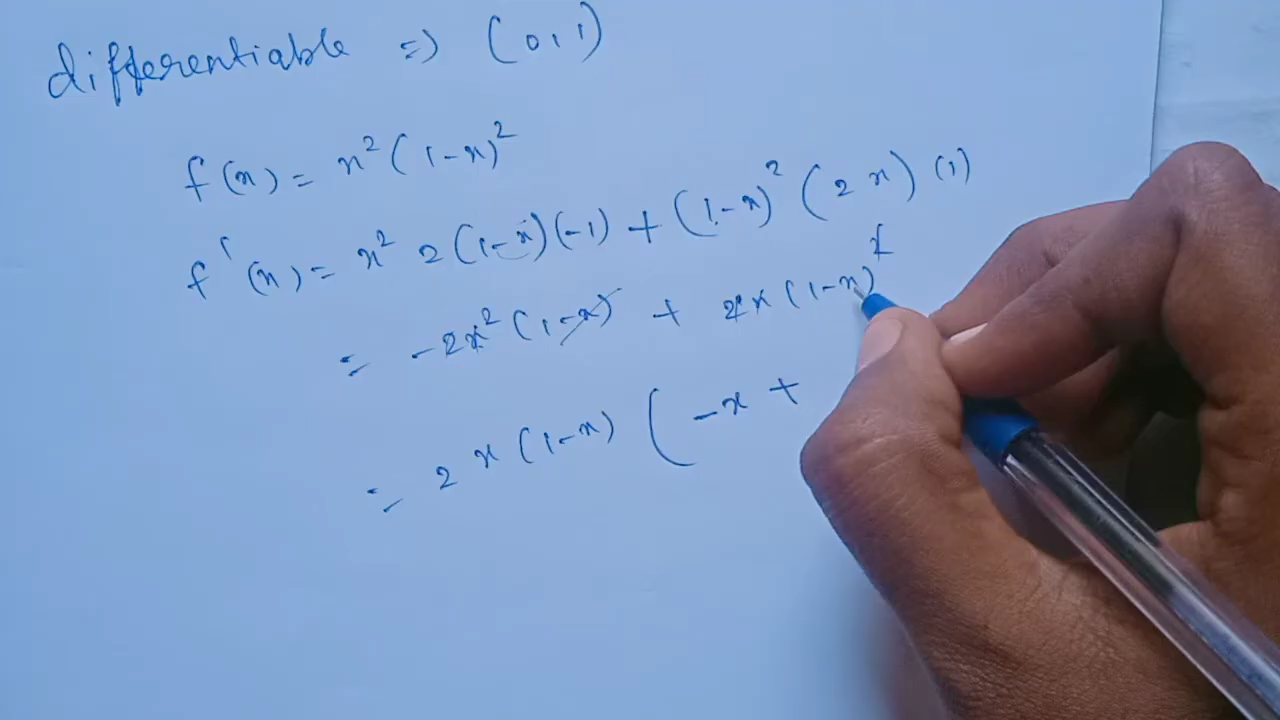 differentiable ⇒ (0,1)
f(x) = x²(1-x)²
f'(x) = x² 2(1-x)(-1) + (1-x)² (2x) (1)
= -2x²(1-x) + 2x(1-x)²
= 2x(1-x) (-x +